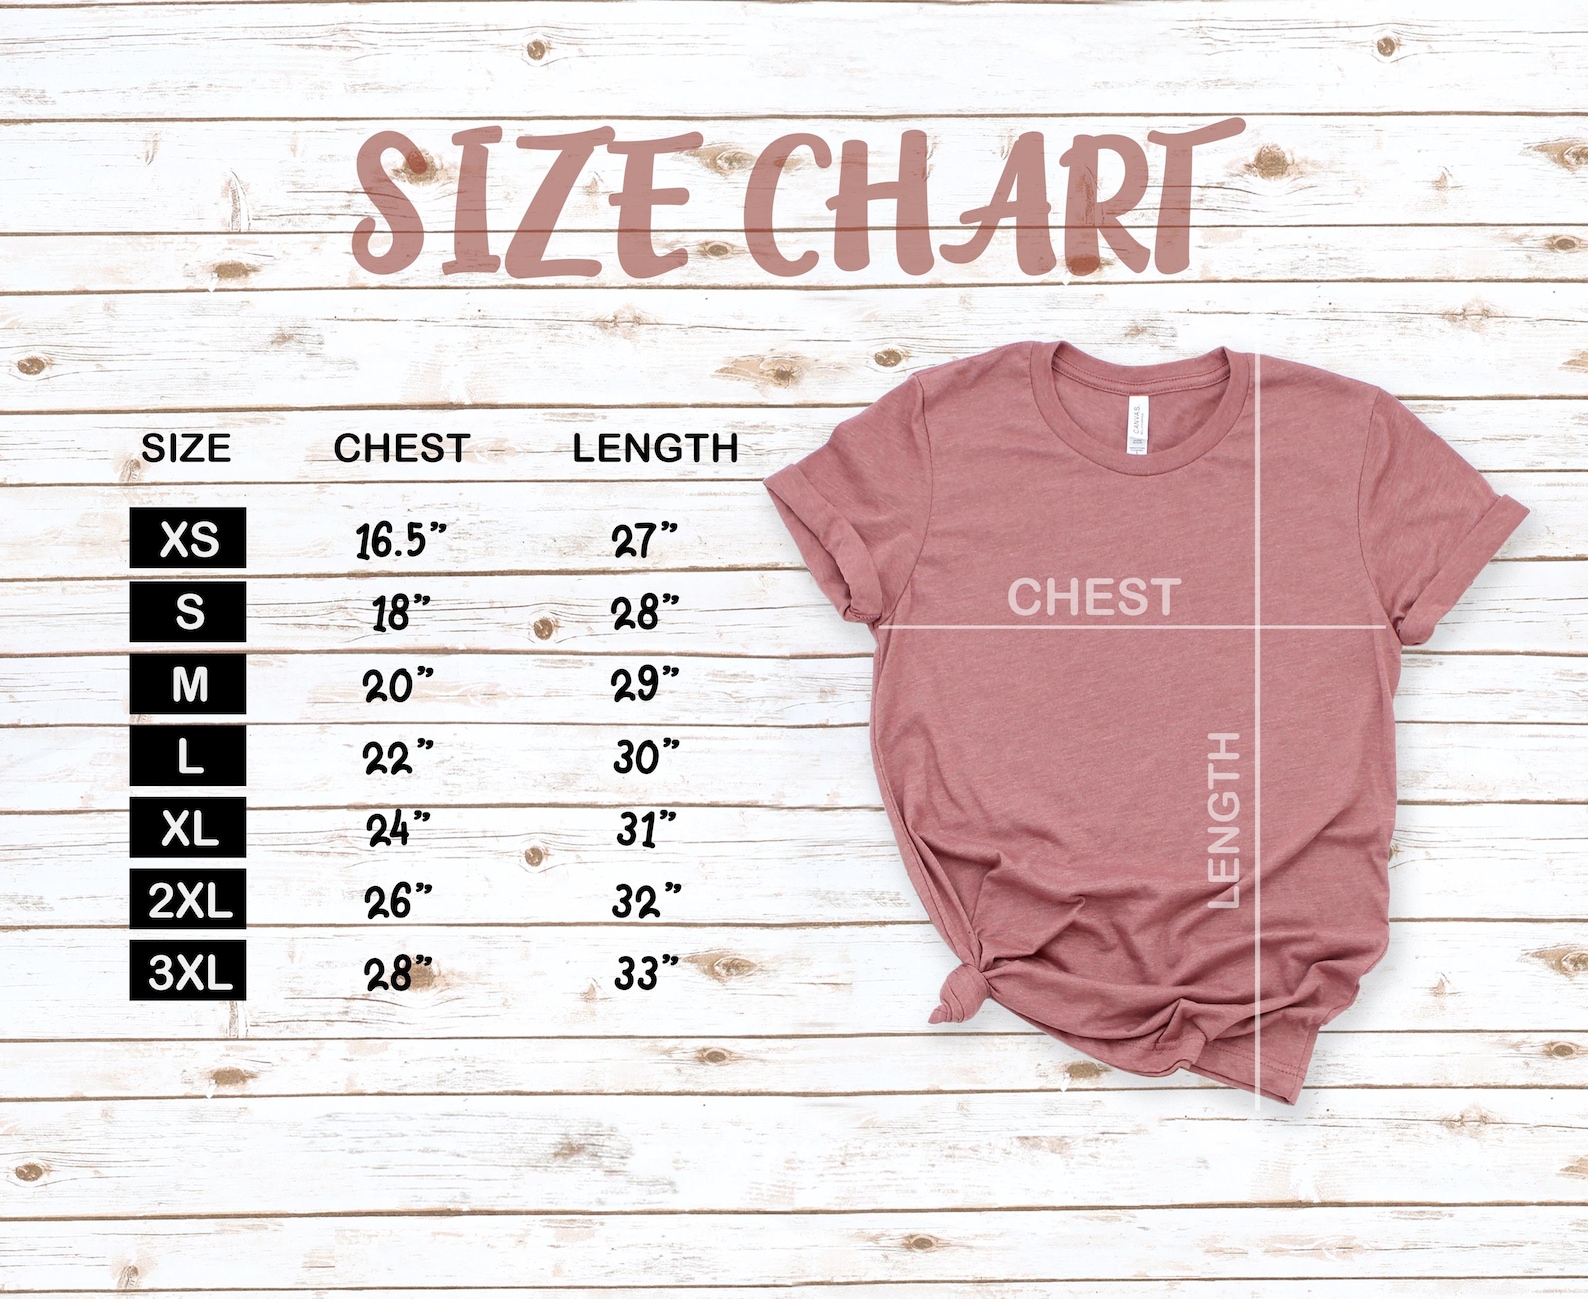 SIZE CHART
SIZE CHEST LENGTH
XS 16.5” 27”
S 18” 28”
M 20” 29”
L 22” 30”
XL 24” 31”
2XL 26” 32”
3XL 28” 33”
CANVAS
CHEST
LENGTH